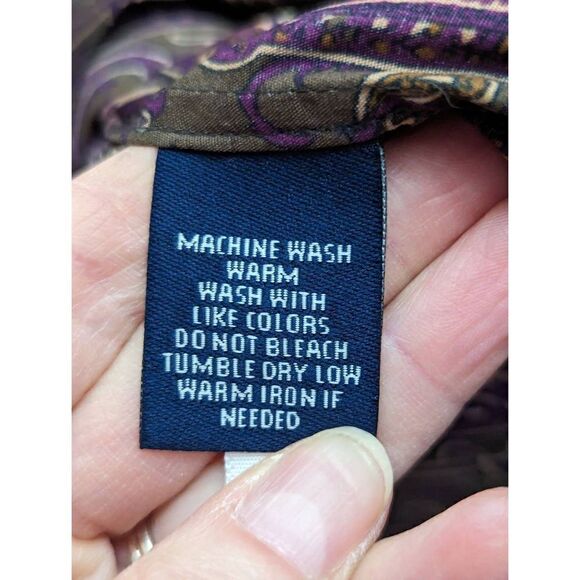 MACHINE WASH
WARM
WASH WITH
LIKE COLORS
DO NOT BLEACH
TUMBLE DRY LOW
WARM IRON IF
NEEDED